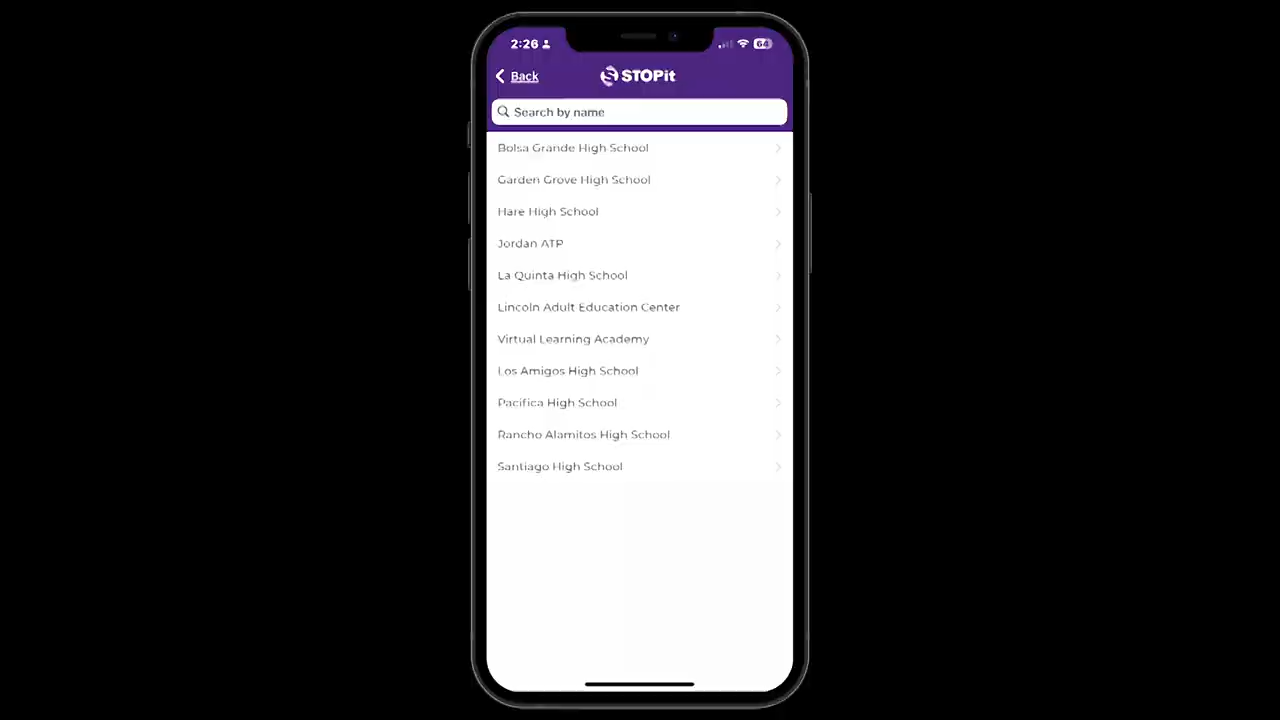 2:26
64
Back
STOPit
Search by name
Bolsa Grande High School
Garden Grove High School
Hare High School
Jordan ATP
La Quinta High School
Lincoln Adult Education Center
Virtual Learning Academy
Los Amigos High School
Pacifica High School
Rancho Alamitos High School
Santiago High School